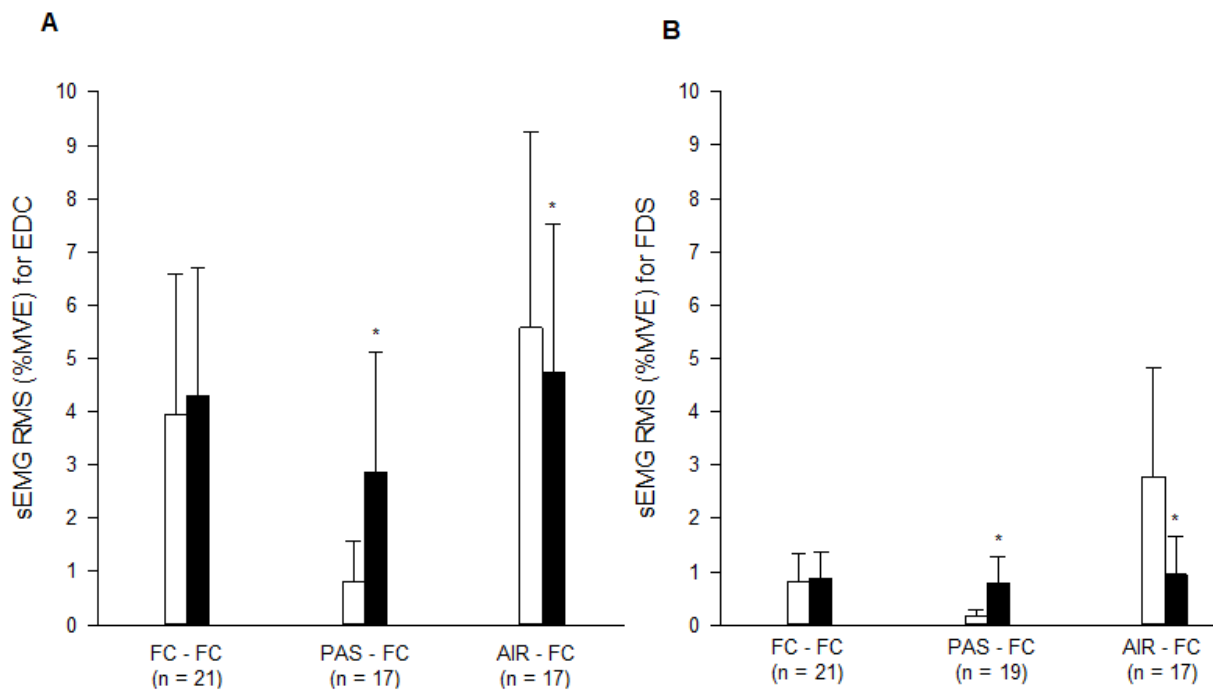 A
sEMG RMS (%MVE) for EDC
10
9
8
7
6
5
4
3
2
1
0
*
*
FC - FC
(n = 21)
PAS - FC
(n = 17)
AIR - FC
(n = 17)
B
sEMG RMS (%MVE) for FDS
10
9
8
7
6
5
4
3
2
1
0
*
*
FC - FC
(n = 21)
PAS - FC
(n = 19)
AIR - FC
(n = 17)